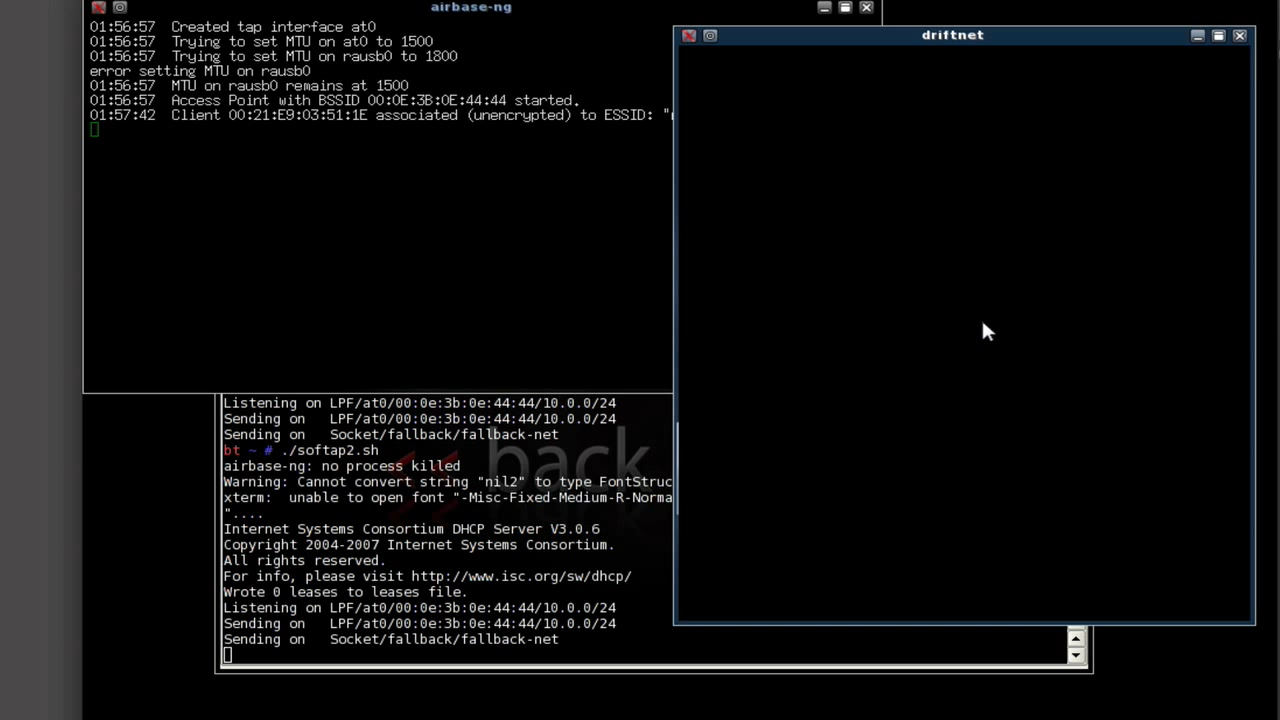 airbase-ng
01:56:57 Created tap interface at0
01:56:57 Trying to set MTU on at0 to 1500
01:56:57 Trying to set MTU on rausb0 to 1800
error setting MTU on rausb0
01:56:57 MTU on rausb0 remains at 1500
01:56:57 Access Point with BSSID 00:0E:3B:0E:44:44 started.
01:57:42 Client 00:21:E9:03:51:1E associated (unencrypted) to ESSID: "
driftnet
Listening on LPF/at0/00:0e:3b:0e:44:44/10.0.0/24
Sending on   LPF/at0/00:0e:3b:0e:44:44/10.0.0/24
Sending on   Socket/fallback/fallback-net
bt ~ # ./softap2.sh
airbase-ng: no process killed
Warning: Cannot convert string "nil2" to type FontStruc
xterm:  unable to open font "-Misc-Fixed-Medium-R-Norma
"....
Internet Systems Consortium DHCP Server V3.0.6
Copyright 2004-2007 Internet Systems Consortium.
All rights reserved.
For info, please visit http://www.isc.org/sw/dhcp/
Wrote 0 leases to leases file.
Listening on LPF/at0/00:0e:3b:0e:44:44/10.0.0/24
Sending on   LPF/at0/00:0e:3b:0e:44:44/10.0.0/24
Sending on   Socket/fallback/fallback-net
back